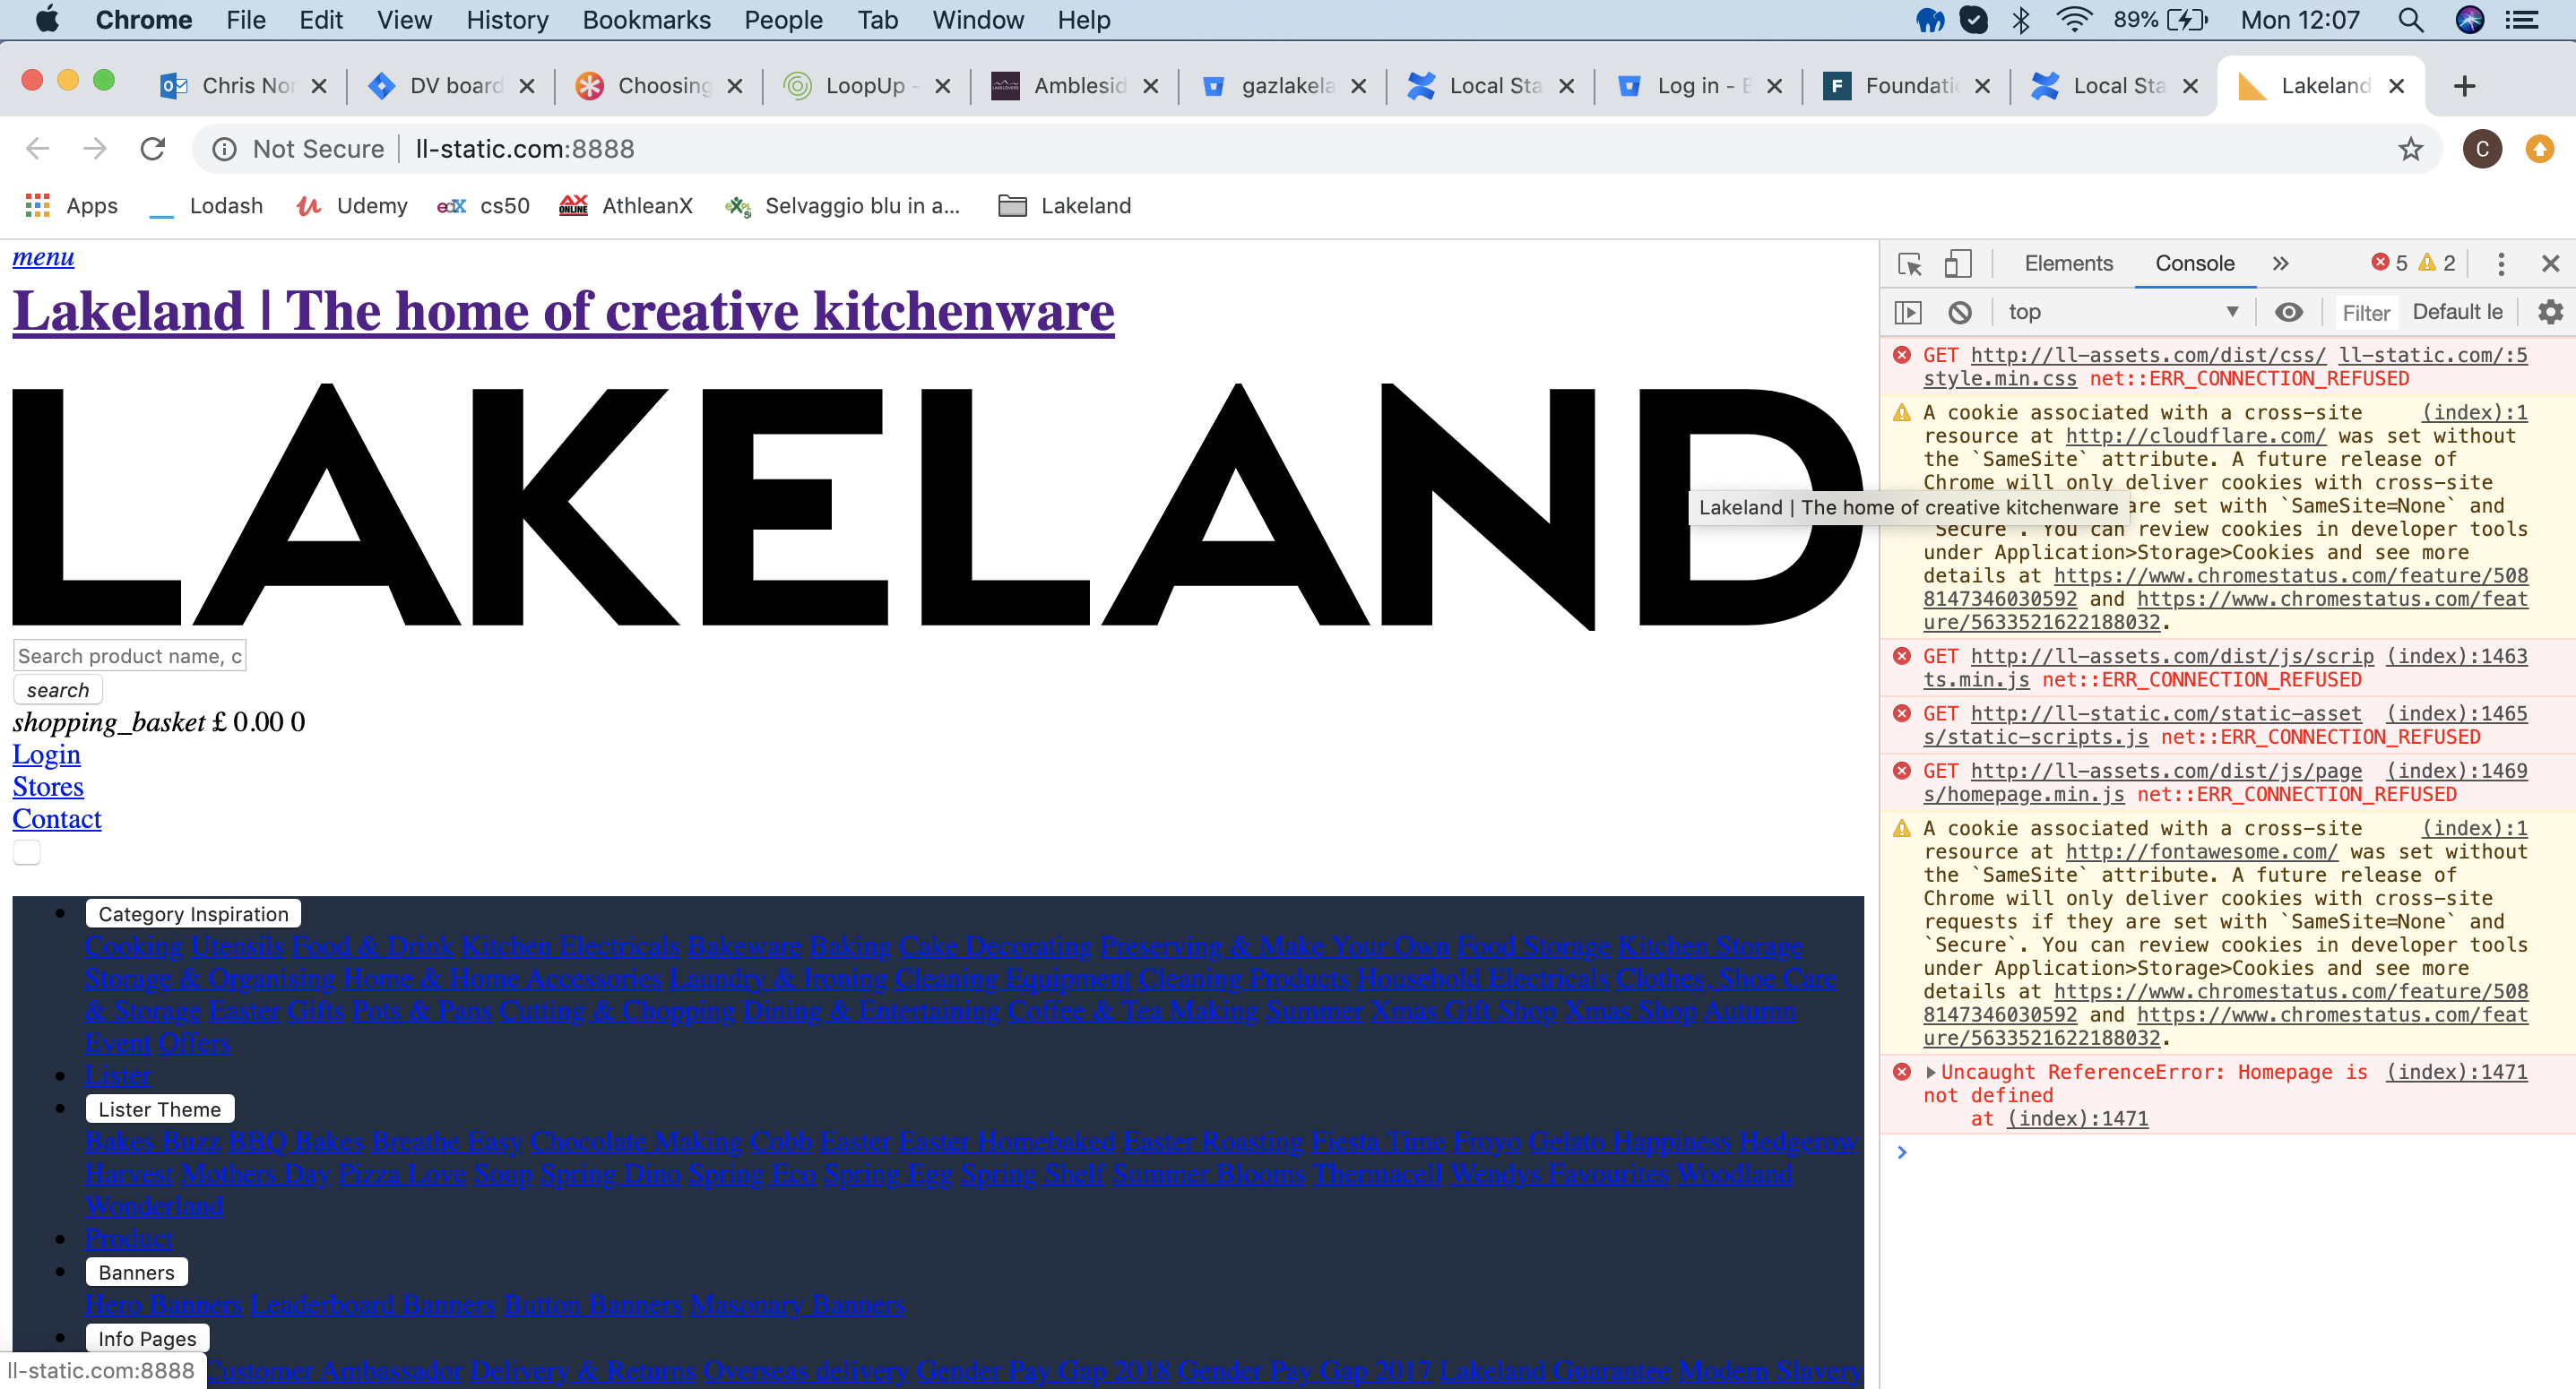 Chrome File Edit View History Bookmarks People Tab Window Help 89% Mon 12:07
Chris Nor DV board Choosing LoopUp - Amblesid gazlakela Local Sta Log in - B Foundatio Local Sta Lakeland
Not Secure ll-static.com:8888 C
Apps Lodash Udemy edX cs50 AX ONLINE AthleanX Selvaggio blu in a... Lakeland
menu
Lakeland | The home of creative kitchenware
LAKELAND
Lakeland | The home of creative kitchenware
Search product name, c
search
shopping_basket £ 0.00 0
Login
Stores
Contact
Category Inspiration
Cooking Utensils Food & Drink Kitchen Electricals Bakeware Baking Cake Decorating Preserving & Make Your Own Food Storage Kitchen Storage
Storage & Organising Home & Home Accessories Laundry & Ironing Cleaning Equipment Cleaning Products Household Electricals Clothes, Shoe Care
& Storage Easter Gifts Pots & Pans Cutting & Chopping Dining & Entertaining Coffee & Tea Making Summer Xmas Gift Shop Xmas Shop Autumn
Event Offers
Lister
Lister Theme
Bakes Buzz BBQ Bakes Breathe Easy Chocolate Making Cobb Easter Easter Homebaked Easter Roasting Fiesta Time Froyo Gelato Happiness Hedgerow
Harvest Mothers Day Pizza Love Soup Spring Dino Spring Eco Spring Egg Spring Shelf Summer Blooms Thermacell Wendys Favourites Woodland
Wonderland
Product
Banners
Hero Banners Leaderboard Banners Button Banners Masonary Banners
Info Pages
Customer Ambassador Delivery & Returns Overseas delivery Gender Pay Gap 2018 Gender Pay Gap 2017 Lakeland Guarantee Modern Slavery
ll-static.com:8888
Elements Console 5 2
top Filter Default le
GET http://ll-assets.com/dist/css/ ll-static.com/:5
style.min.css net::ERR_CONNECTION_REFUSED
A cookie associated with a cross-site (index):1
resource at http://cloudflare.com/ was set without
the `SameSite` attribute. A future release of
Chrome will only deliver cookies with cross-site
are set with `SameSite=None` and
`Secure`. You can review cookies in developer tools
under Application>Storage>Cookies and see more
details at https://www.chromestatus.com/feature/508
8147346030592 and https://www.chromestatus.com/feat
ure/5633521622188032.
GET http://ll-assets.com/dist/js/scrip (index):1463
ts.min.js net::ERR_CONNECTION_REFUSED
GET http://ll-static.com/static-asset (index):1465
s/static-scripts.js net::ERR_CONNECTION_REFUSED
GET http://ll-assets.com/dist/js/page (index):1469
s/homepage.min.js net::ERR_CONNECTION_REFUSED
A cookie associated with a cross-site (index):1
resource at http://fontawesome.com/ was set without
the `SameSite` attribute. A future release of
Chrome will only deliver cookies with cross-site
requests if they are set with `SameSite=None` and
`Secure`. You can review cookies in developer tools
under Application>Storage>Cookies and see more
details at https://www.chromestatus.com/feature/508
8147346030592 and https://www.chromestatus.com/feat
ure/5633521622188032.
Uncaught ReferenceError: Homepage is (index):1471
not defined
at (index):1471